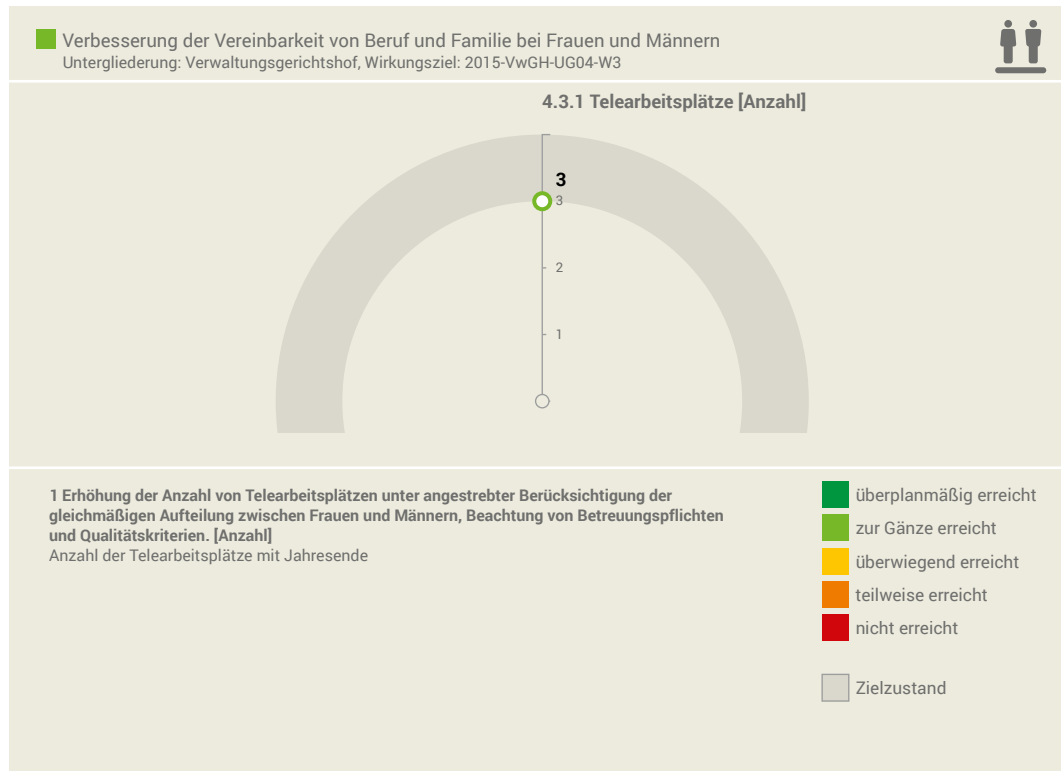 Verbesserung der Vereinbarkeit von Beruf und Familie bei Frauen und Männern
Untergliederung: Verwaltungsgerichtshof, Wirkungsziel: 2015-VwGH-UG04-W3
4.3.1 Telearbeitsplätze [Anzahl]
3
3
2
1
1 Erhöhung der Anzahl von Telearbeitsplätzen unter angestrebter Berücksichtigung der
gleichmäßigen Aufteilung zwischen Frauen und Männern, Beachtung von Betreuungspflichten
und Qualitätskriterien. [Anzahl]
Anzahl der Telearbeitsplätze mit Jahresende
überplanmäßig erreicht
zur Gänze erreicht
überwiegend erreicht
teilweise erreicht
nicht erreicht
Zielzustand